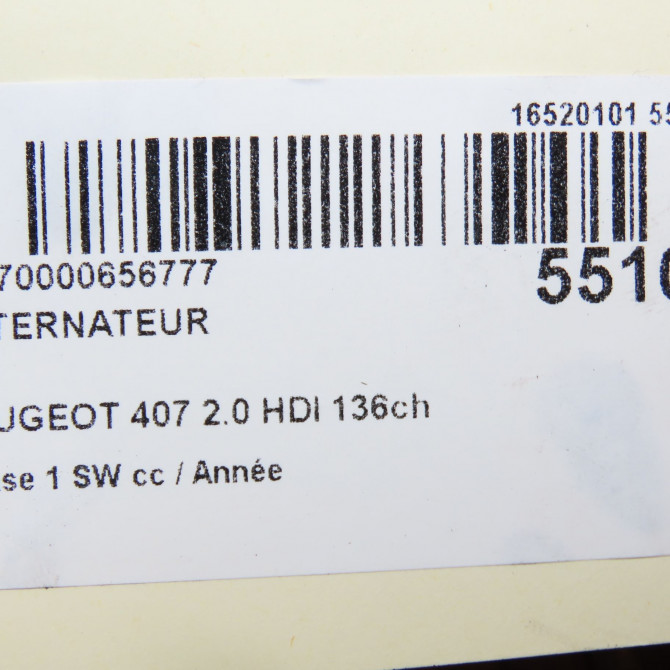 16520101 55
70000656777
5510
TERNATEUR
UGEOT 407 2.0 HDI 136ch
se 1 SW cc / Année